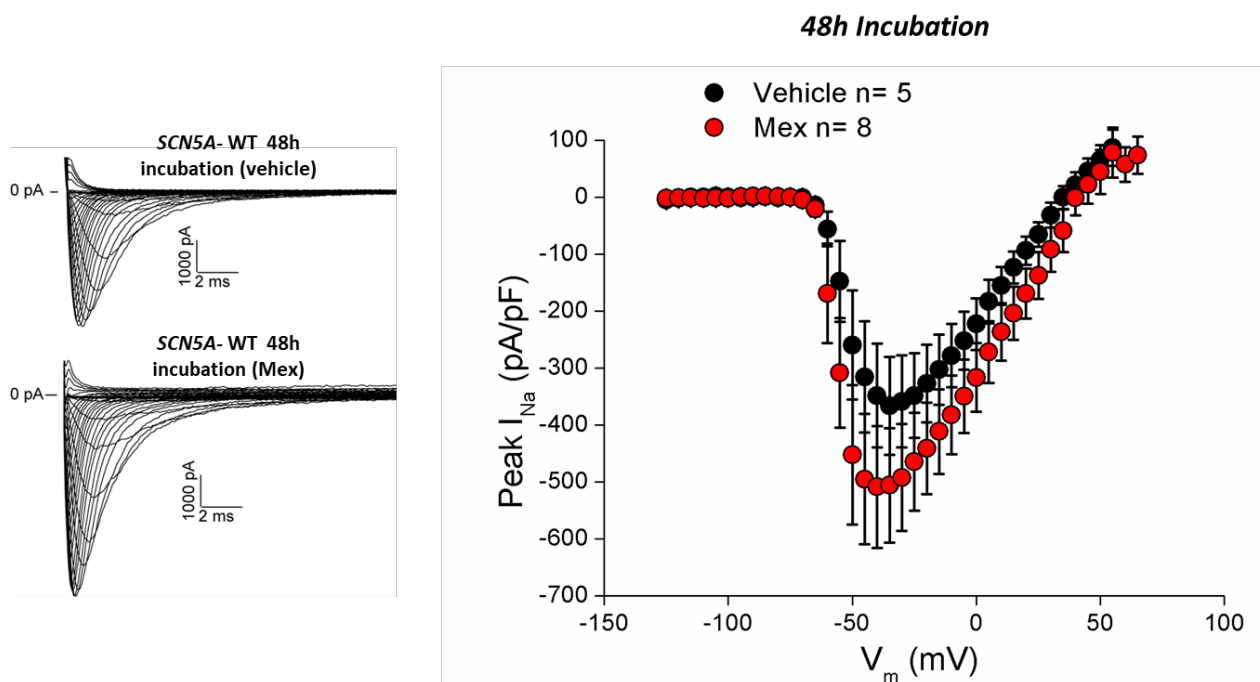 48h Incubation
SCN5A- WT 48h
incubation (vehicle)
0 pA
1000 pA
2 ms
SCN5A- WT 48h
incubation (Mex)
0 pA
1000 pA
2 ms
Vehicle n= 5
Mex n= 8
100
0
-100
-200
-300
-400
-500
-600
-700
Peak INa (pA/pF)
-150
-100
-50
0
50
100
Vm (mV)